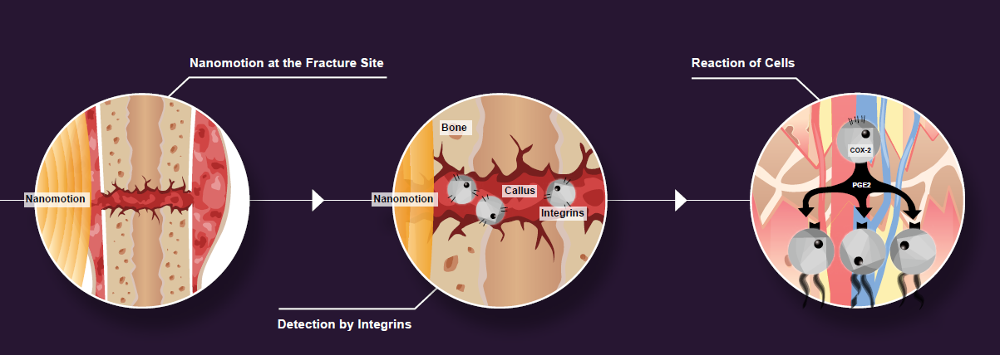 Nanomotion at the Fracture Site
Nanomotion
Detection by Integrins
Bone
Nanomotion
Callus
Integrins
Reaction of Cells
COX-2
PGE2